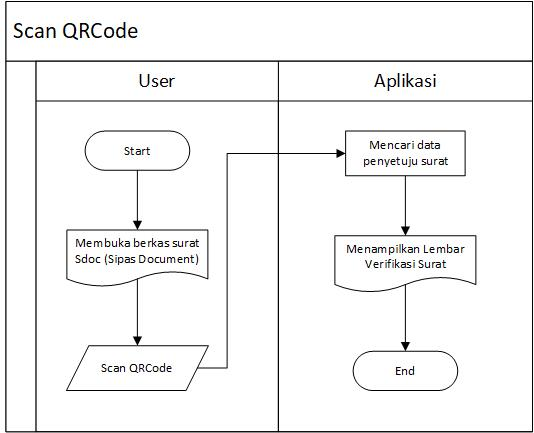 Scan QRCode
User
Aplikasi
Start
Membuka berkas surat
Sdoc (Sipas Document)
Scan QRCode
Mencari data
penyetuju surat
Menampilkan Lembar
Verifikasi Surat
End